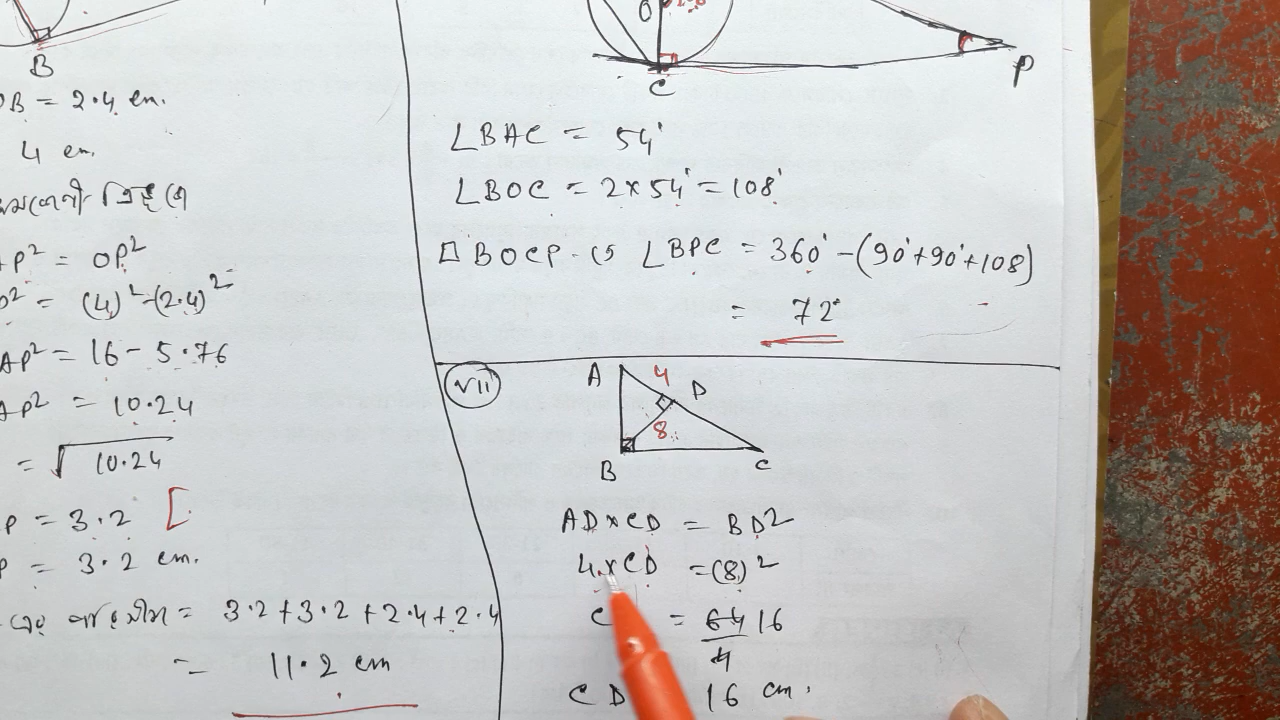 B
OB = 2.4 cm.
4 cm.
AP² = OP²
P² = (4)² - (2.4)²
AP² = 16 - 5.76
AP² = 10.24
= √10.24
P = 3.2
P = 3.2 cm.
= 3.2 + 3.2 + 2.4 + 2.4
= 11.2 cm
O
C
P
∠BAC = 54°
∠BOC = 2 × 54° = 108°
□ BOCP - এ ∠BPC = 360° - (90° + 90° + 108)
= 72°
VII
A
4
D
8
B
C
AD × CD = BD²
4 × CD = (8)²
C = 64 16
4
CD 16 cm.